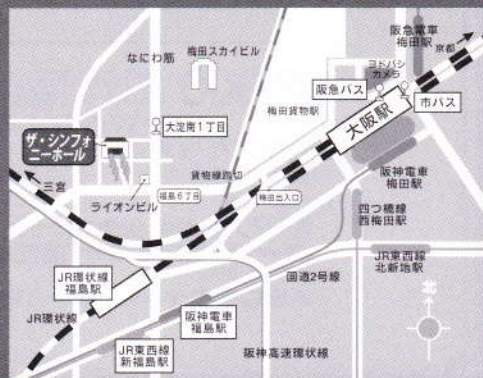 阪急電車
梅田駅
京都
なにわ筋
梅田スカイビル
ヨドバシ
カメラ
阪急バス
市バス
梅田貨物駅
大阪駅
大淀南1丁目
ザ・シンフォ
ニーホール
貨物線踏切
阪神電車
梅田駅
三宮
ライオンビル
福島6丁目
梅田出入口
四つ橋線
西梅田駅
JR東西線
北新地駅
JR環状線
福島駅
国道2号線
北
JR環状線
阪神電車
福島駅
JR東西線
新福島駅
阪神高速環状線